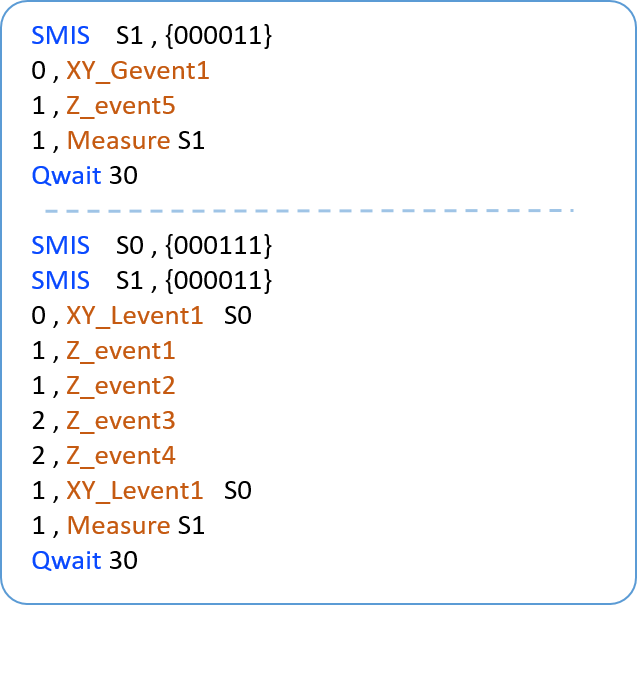 SMIS S1 , {000011}
0 , XY_Gevent1
1 , Z_event5
1 , Measure S1
Qwait 30
SMIS S0 , {000111}
SMIS S1 , {000011}
0 , XY_Levent1 S0
1 , Z_event1
1 , Z_event2
2 , Z_event3
2 , Z_event4
1 , XY_Levent1 S0
1 , Measure S1
Qwait 30